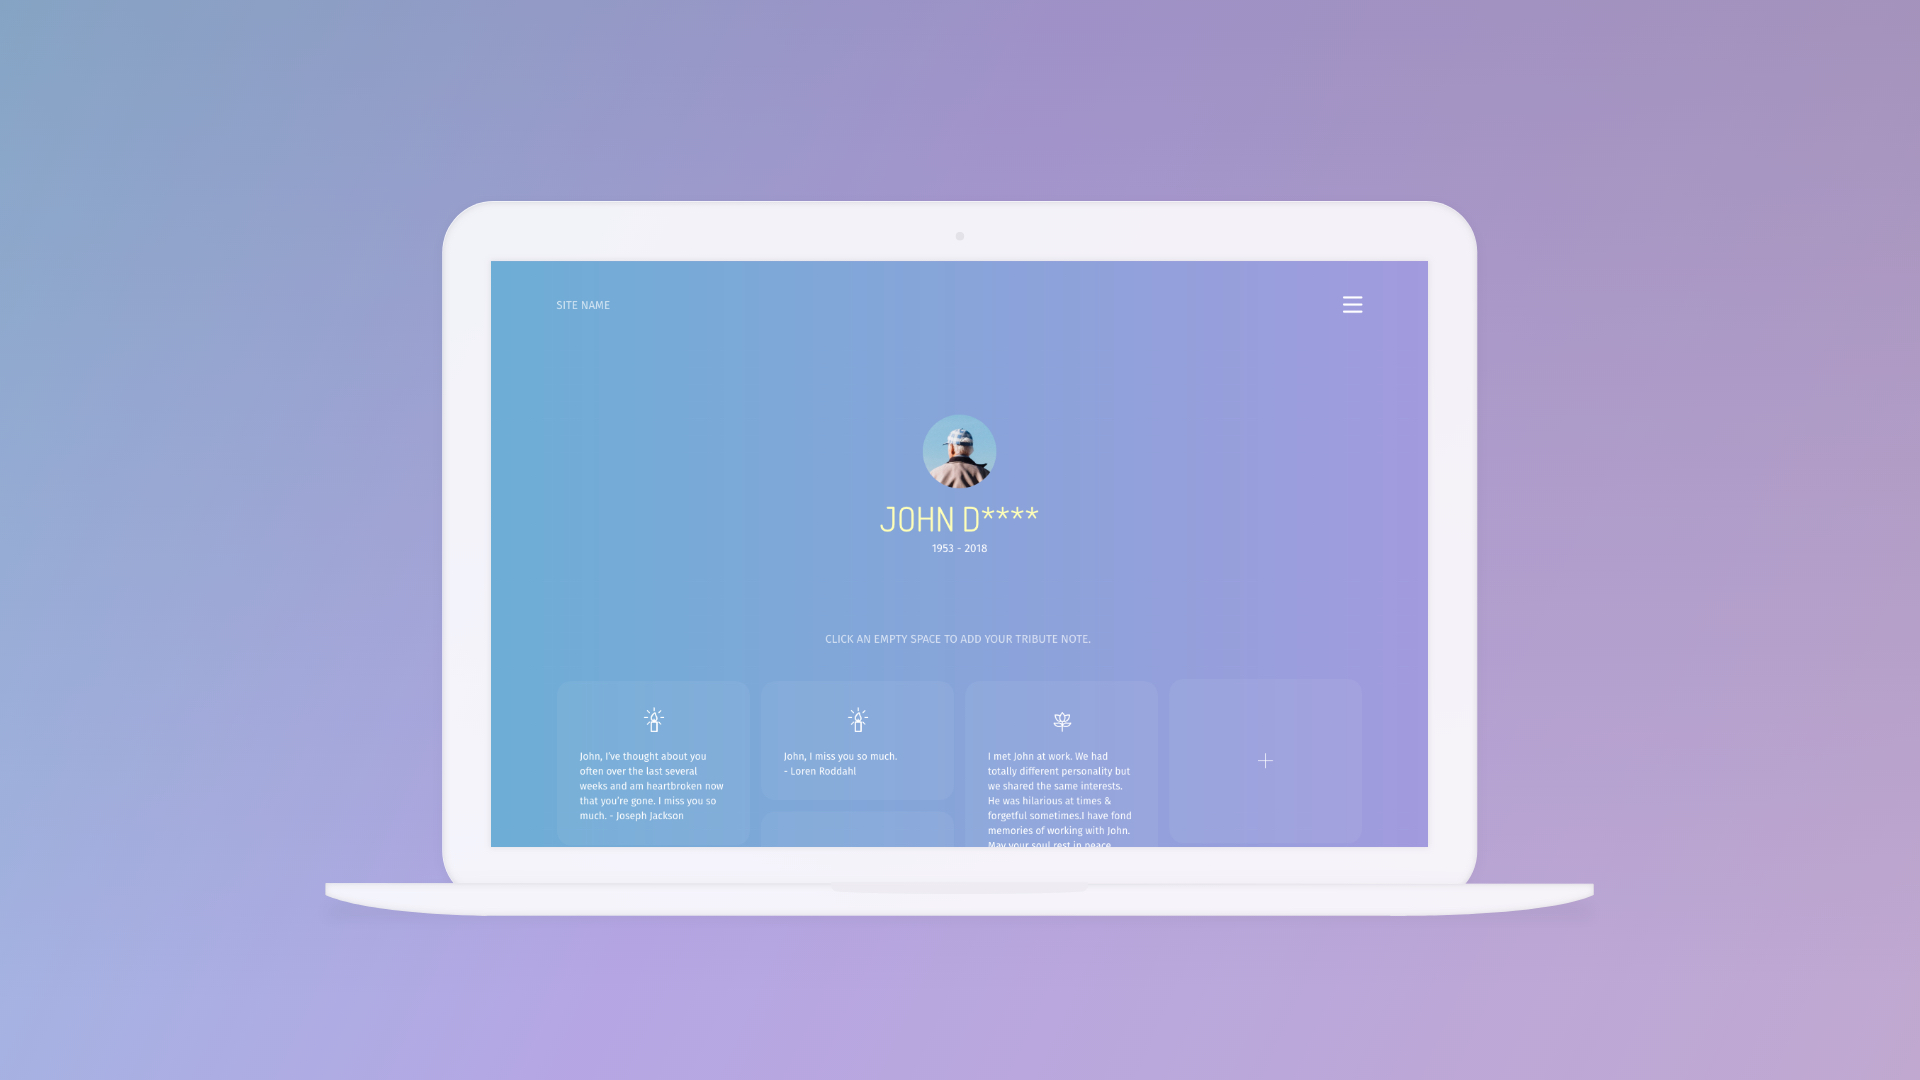 SITE NAME
JOHN D****
1953 - 2018
CLICK AN EMPTY SPACE TO ADD YOUR TRIBUTE NOTE.
John, I've thought about you
often over the last several
weeks and am heartbroken now
that you're gone. I miss you so
much. - Joseph Jackson
John, I miss you so much.
- Loren Roddahl
I met John at work. We had
totally different personality but
we shared the same interests.
He was hilarious at times &
forgetful sometimes.I have fond
memories of working with John.
May your soul rest in peace